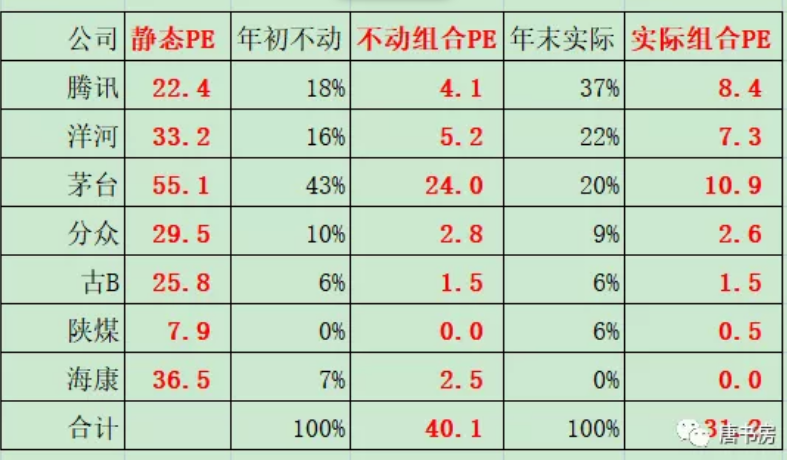 公司 静态PE 年初不动 不动组合PE 年末实际 实际组合PE
腾讯 22.4 18% 4.1 37% 8.4
洋河 33.2 16% 5.2 22% 7.3
茅台 55.1 43% 24.0 20% 10.9
分众 29.5 10% 2.8 9% 2.6
古B 25.8 6% 1.5 6% 1.5
陕煤 7.9 0% 0.0 6% 0.5
海康 36.5 7% 2.5 0% 0.0
合计 100% 40.1 100% 31.2
唐书房